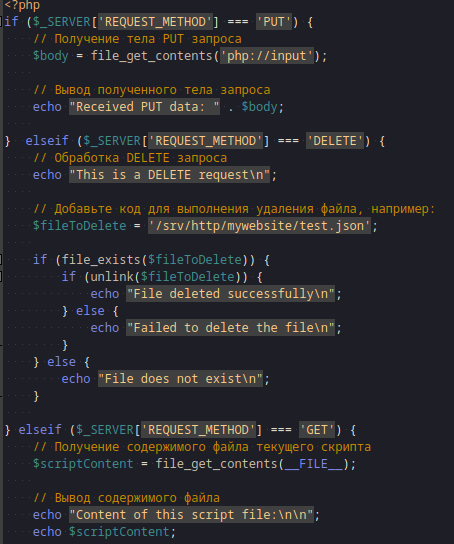 <?php
if ($_SERVER['REQUEST_METHOD'] === 'PUT') {
    // Получение тела PUT запроса
    $body = file_get_contents('php://input');

    // Вывод полученного тела запроса
    echo "Received PUT data: " . $body;

}  elseif ($_SERVER['REQUEST_METHOD'] === 'DELETE') {
    // Обработка DELETE запроса
    echo "This is a DELETE request\n";

    // Добавьте код для выполнения удаления файла, например:
    $fileToDelete = '/srv/http/mywebsite/test.json';

    if (file_exists($fileToDelete)) {
        if (unlink($fileToDelete)) {
            echo "File deleted successfully\n";
        } else {
            echo "Failed to delete the file\n";
        }
    } else {
        echo "File does not exist\n";
    }

} elseif ($_SERVER['REQUEST_METHOD'] === 'GET') {
    // Получение содержимого файла текущего скрипта
    $scriptContent = file_get_contents(__FILE__);

    // Вывод содержимого файла
    echo "Content of this script file:\n\n";
    echo $scriptContent;